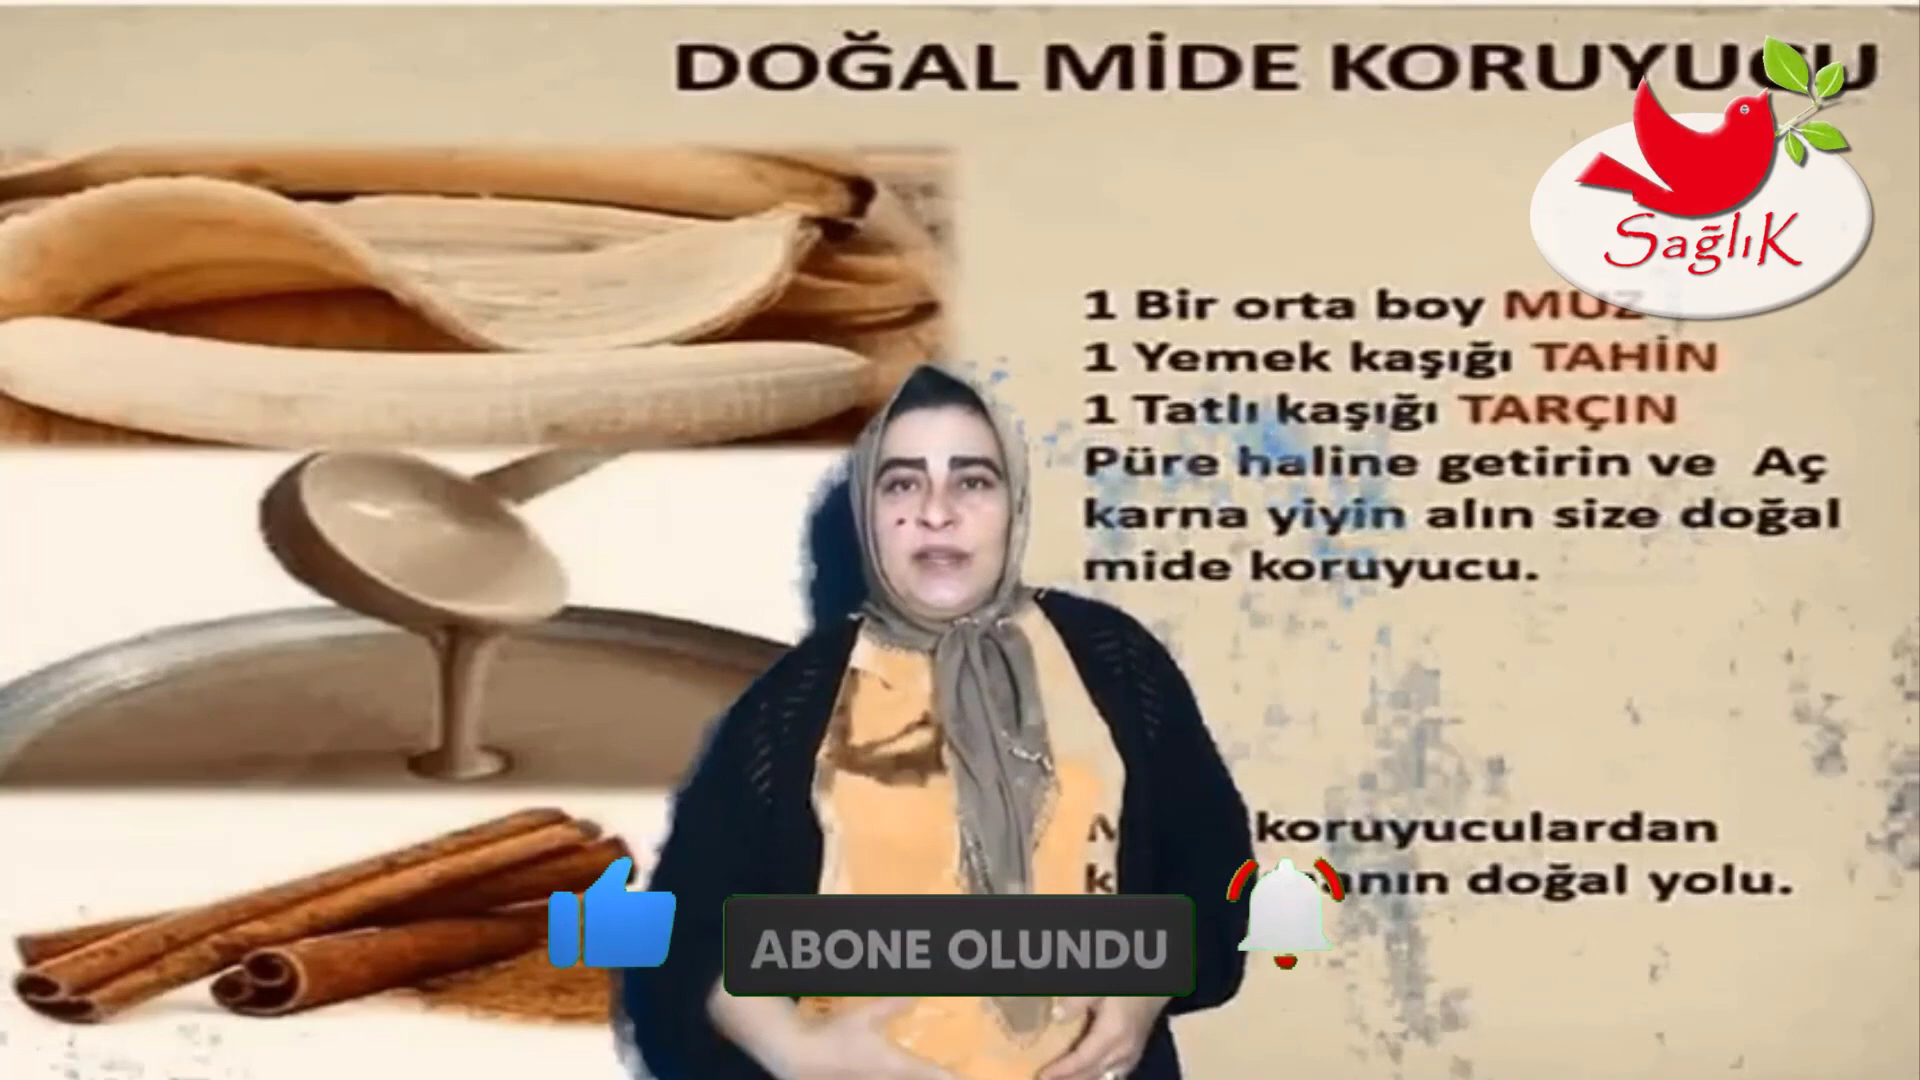 DOĞAL MİDE KORUYUCU
SağlıK
1 Bir orta boy MUZ
1 Yemek kaşığı TAHİN
1 Tatlı kaşığı TARÇIN
Püre haline getirin ve Aç
karna yiyin alın size doğal
mide koruyucu.
koruyuculardan
doğal yolu.
ABONE OLUNDU